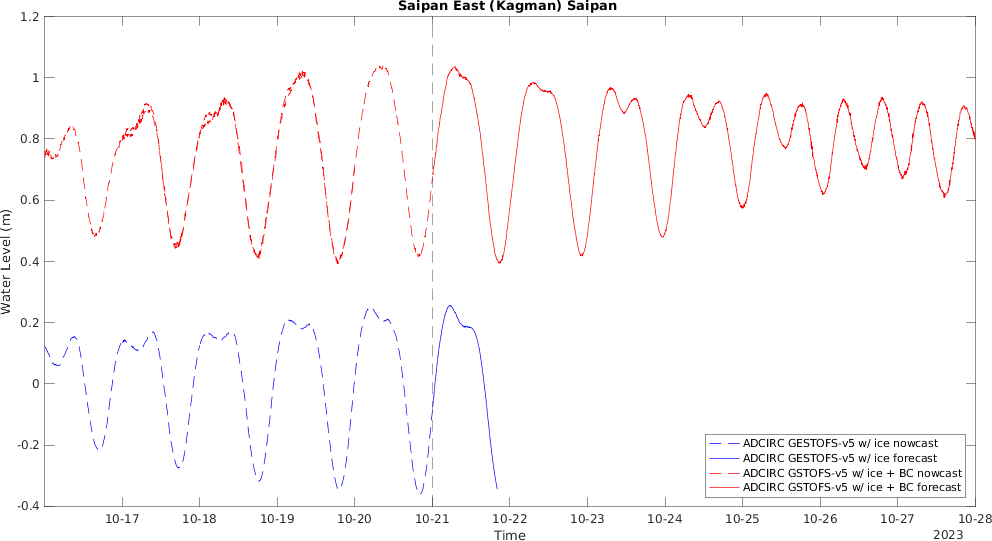 Saipan East (Kagman) Saipan
1.2
1
0.8
0.6
0.4
0.2
0
-0.2
-0.4
Water Level (m)
ADCIRC GESTOFS-v5 w/ ice nowcast
ADCIRC GESTOFS-v5 w/ ice forecast
ADCIRC GSTOFS-v5 w/ ice + BC nowcast
ADCIRC GSTOFS-v5 w/ ice + BC forecast
10-17 10-18 10-19 10-20 10-21 10-22 10-23 10-24 10-25 10-26 10-27 10-28
Time
2023